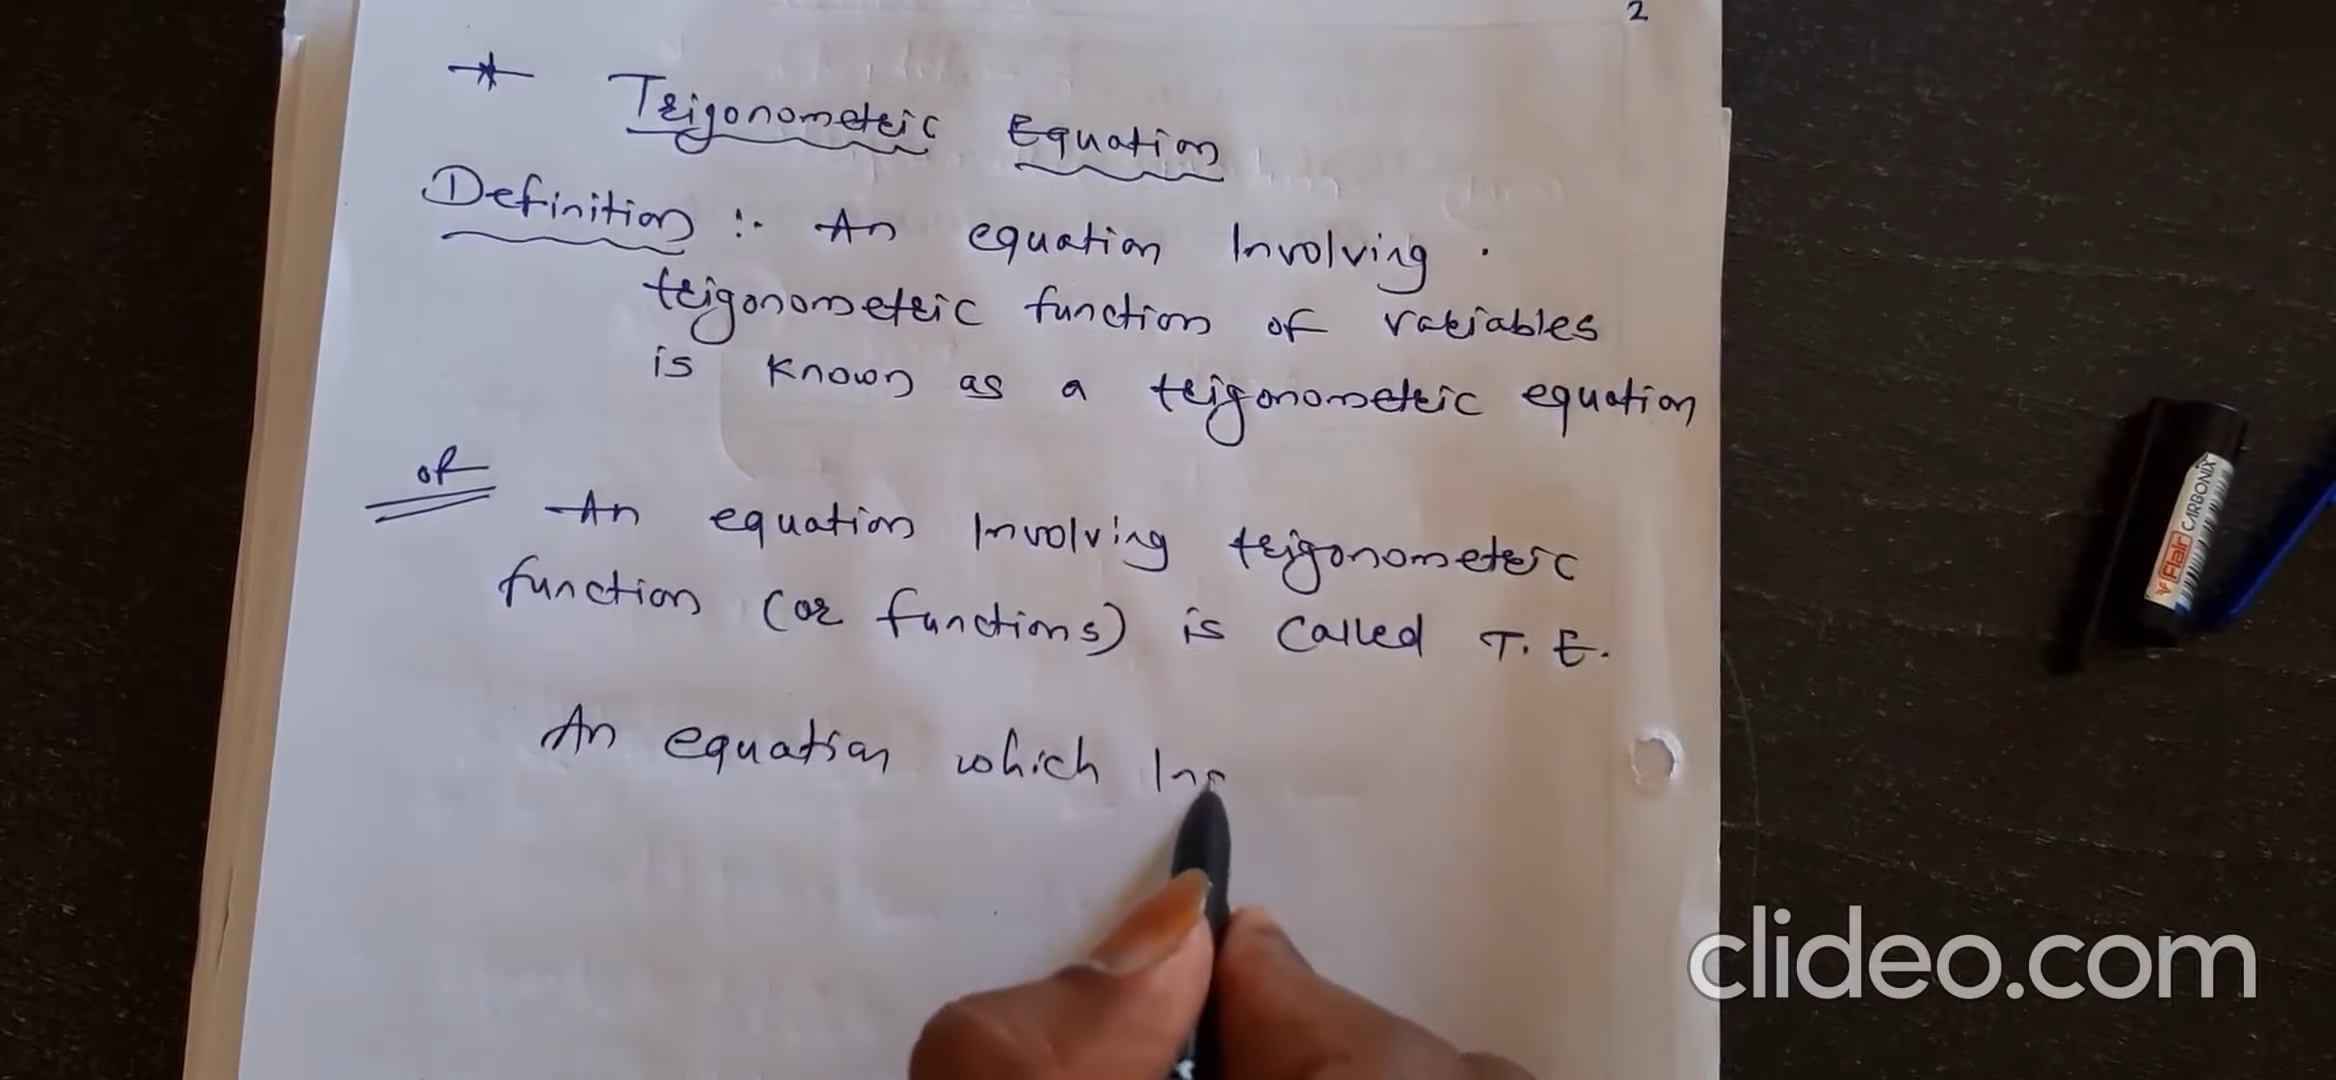 2
* Trigonometric Equation
Definition :- An equation Involving .
trigonometric function of variables
is known as a trigonometric equation
or
An equation Involving trigonometric
function (or functions) is called T. E.
An equation which
Flair CARBONIX
clideo.com